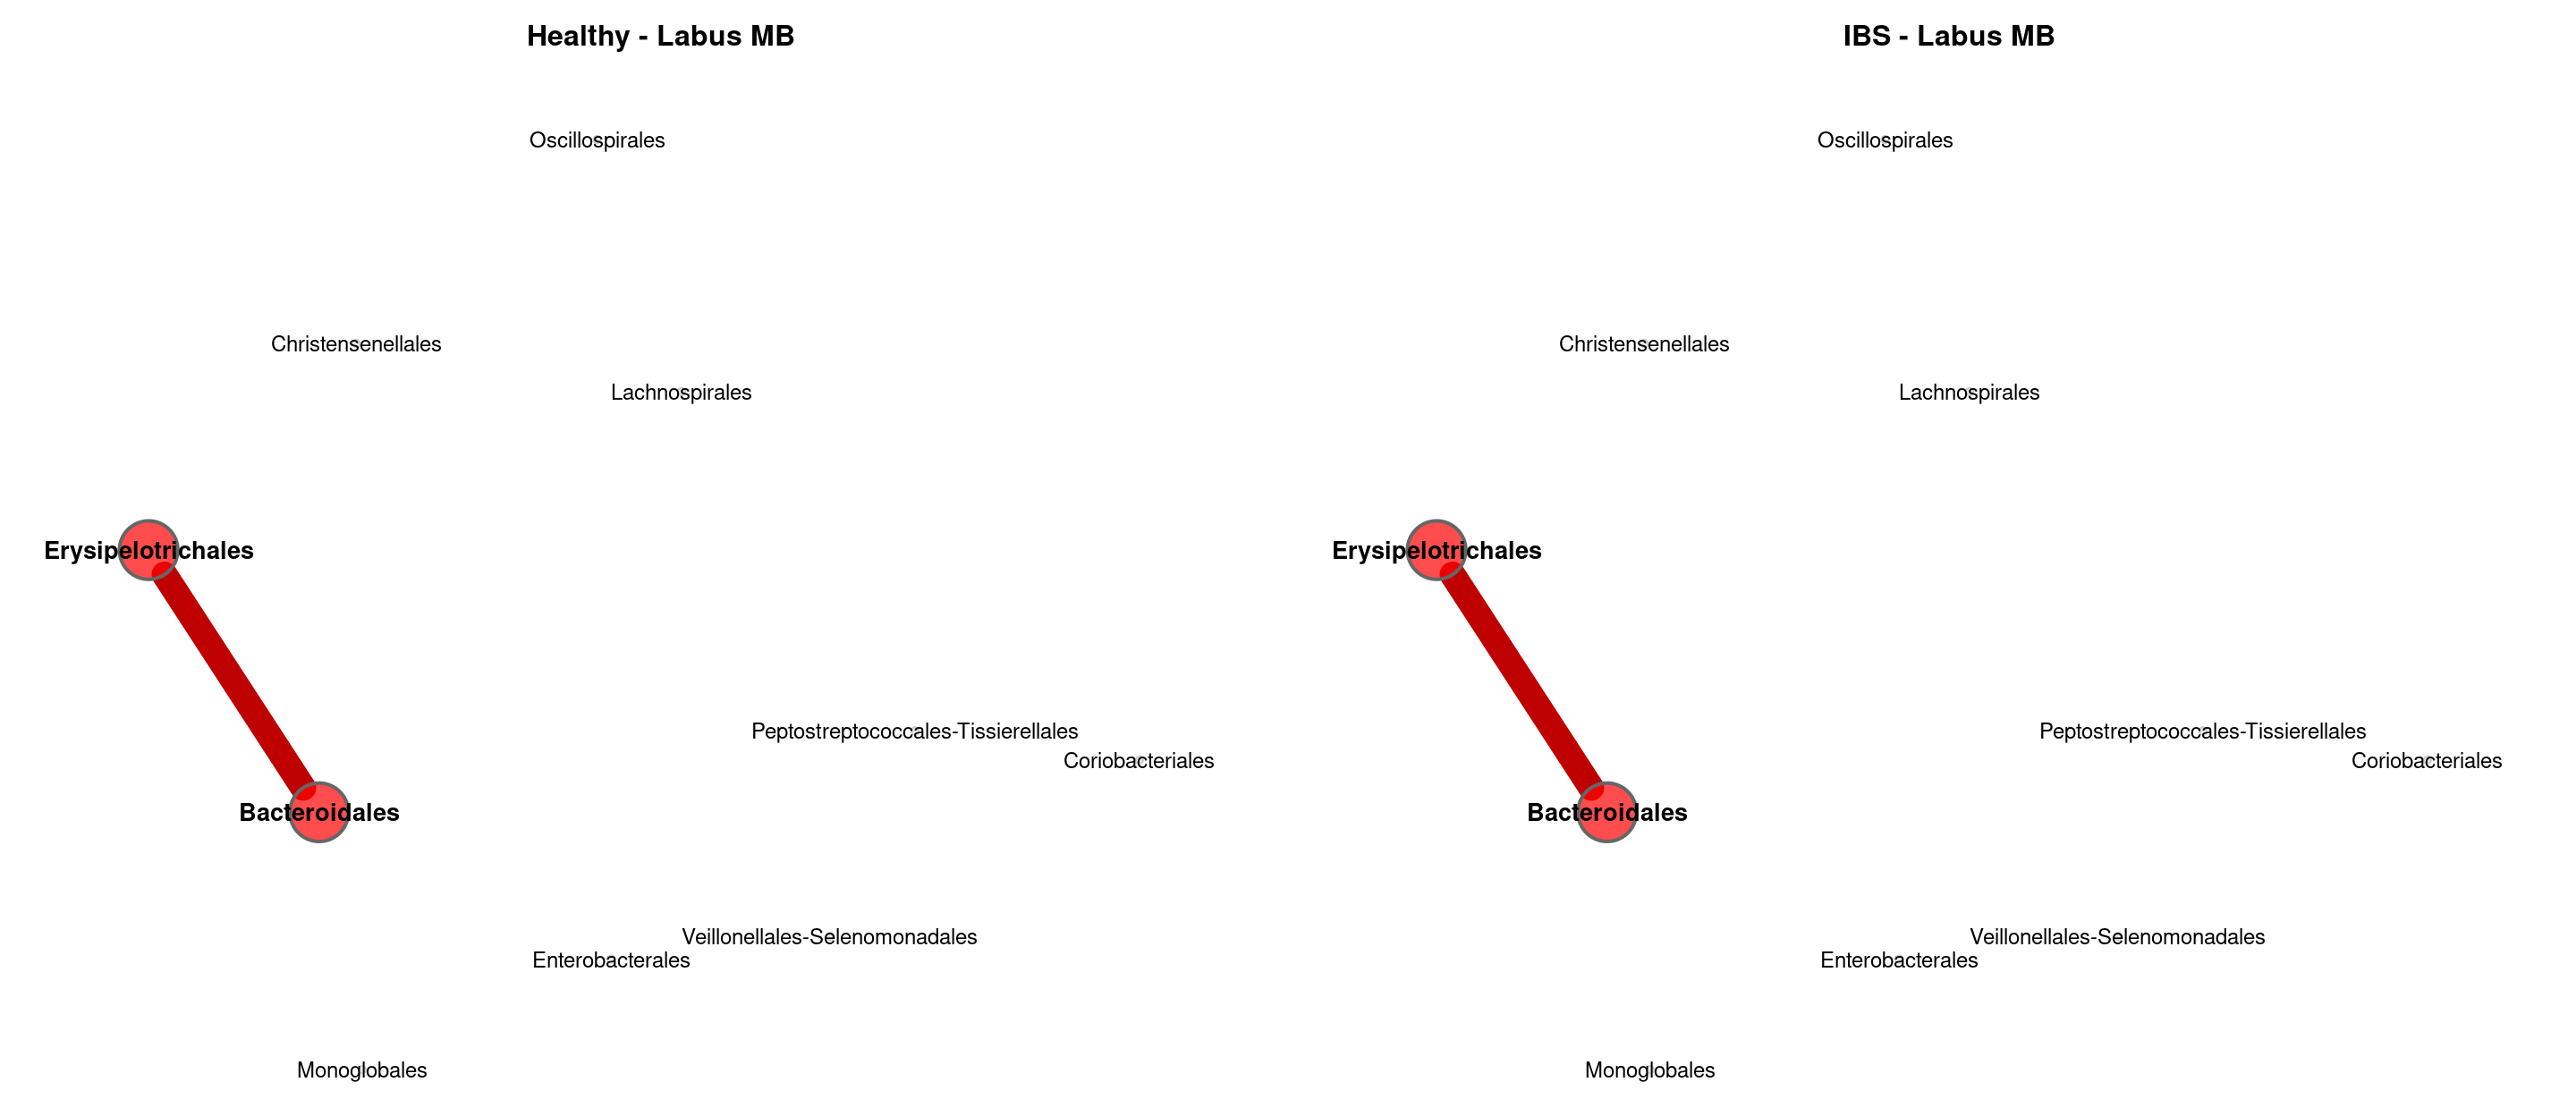 Healthy - Labus MB
Oscillospirales
Christensenellales
Lachnospirales
Erysipelotrichales
Peptostreptococcales-Tissierellales
Coriobacteriales
Bacteroidales
Veillonellales-Selenomonadales
Enterobacterales
Monoglobales
IBS - Labus MB
Oscillospirales
Christensenellales
Lachnospirales
Erysipelotrichales
Peptostreptococcales-Tissierellales
Coriobacteriales
Bacteroidales
Veillonellales-Selenomonadales
Enterobacterales
Monoglobales